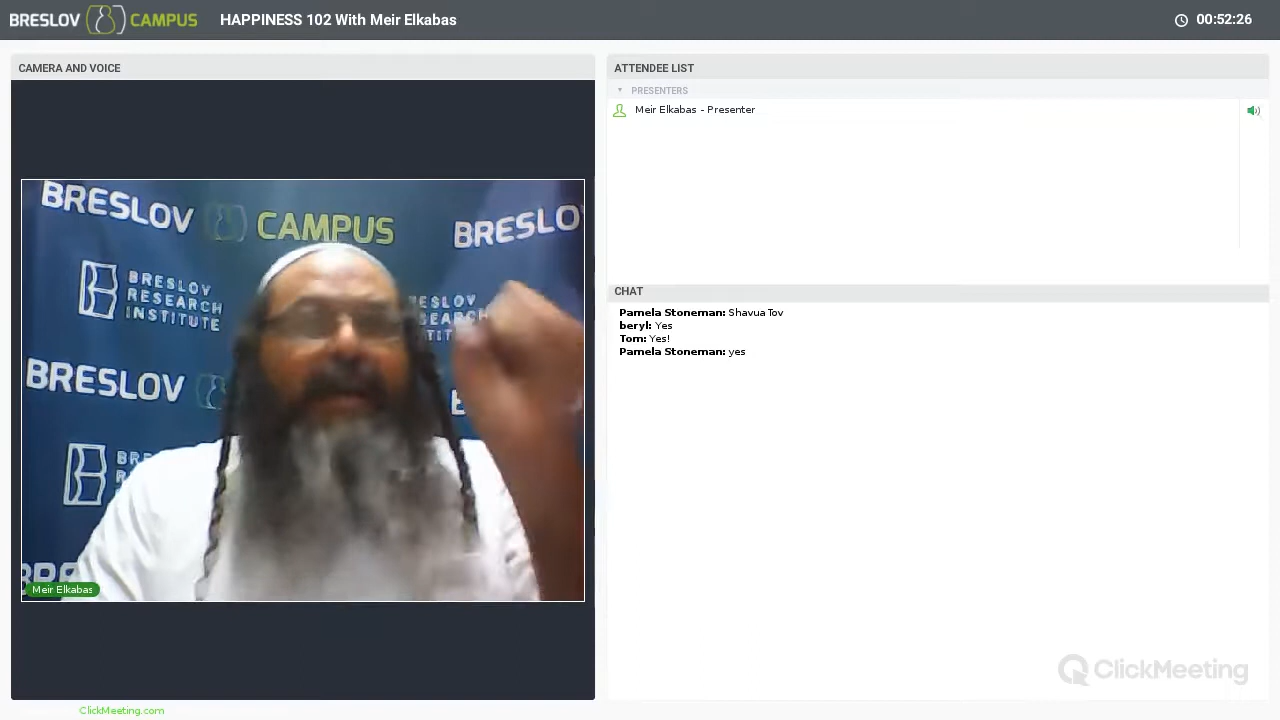 BRESLOV CAMPUS
HAPPINESS 102 With Meir Elkabas
00:52:26
CAMERA AND VOICE
ATTENDEE LIST
PRESENTERS
Meir Elkabas - Presenter
CHAT
Pamela Stoneman: Shavua Tov
beryl: Yes
Tom: Yes!
Pamela Stoneman: yes
BRESLOV CAMPUS
BRESLO
BRESLOV
RESEARCH
INSTITUTE
BRESLOV
Meir Elkabas
ClickMeeting
ClickMeeting.com